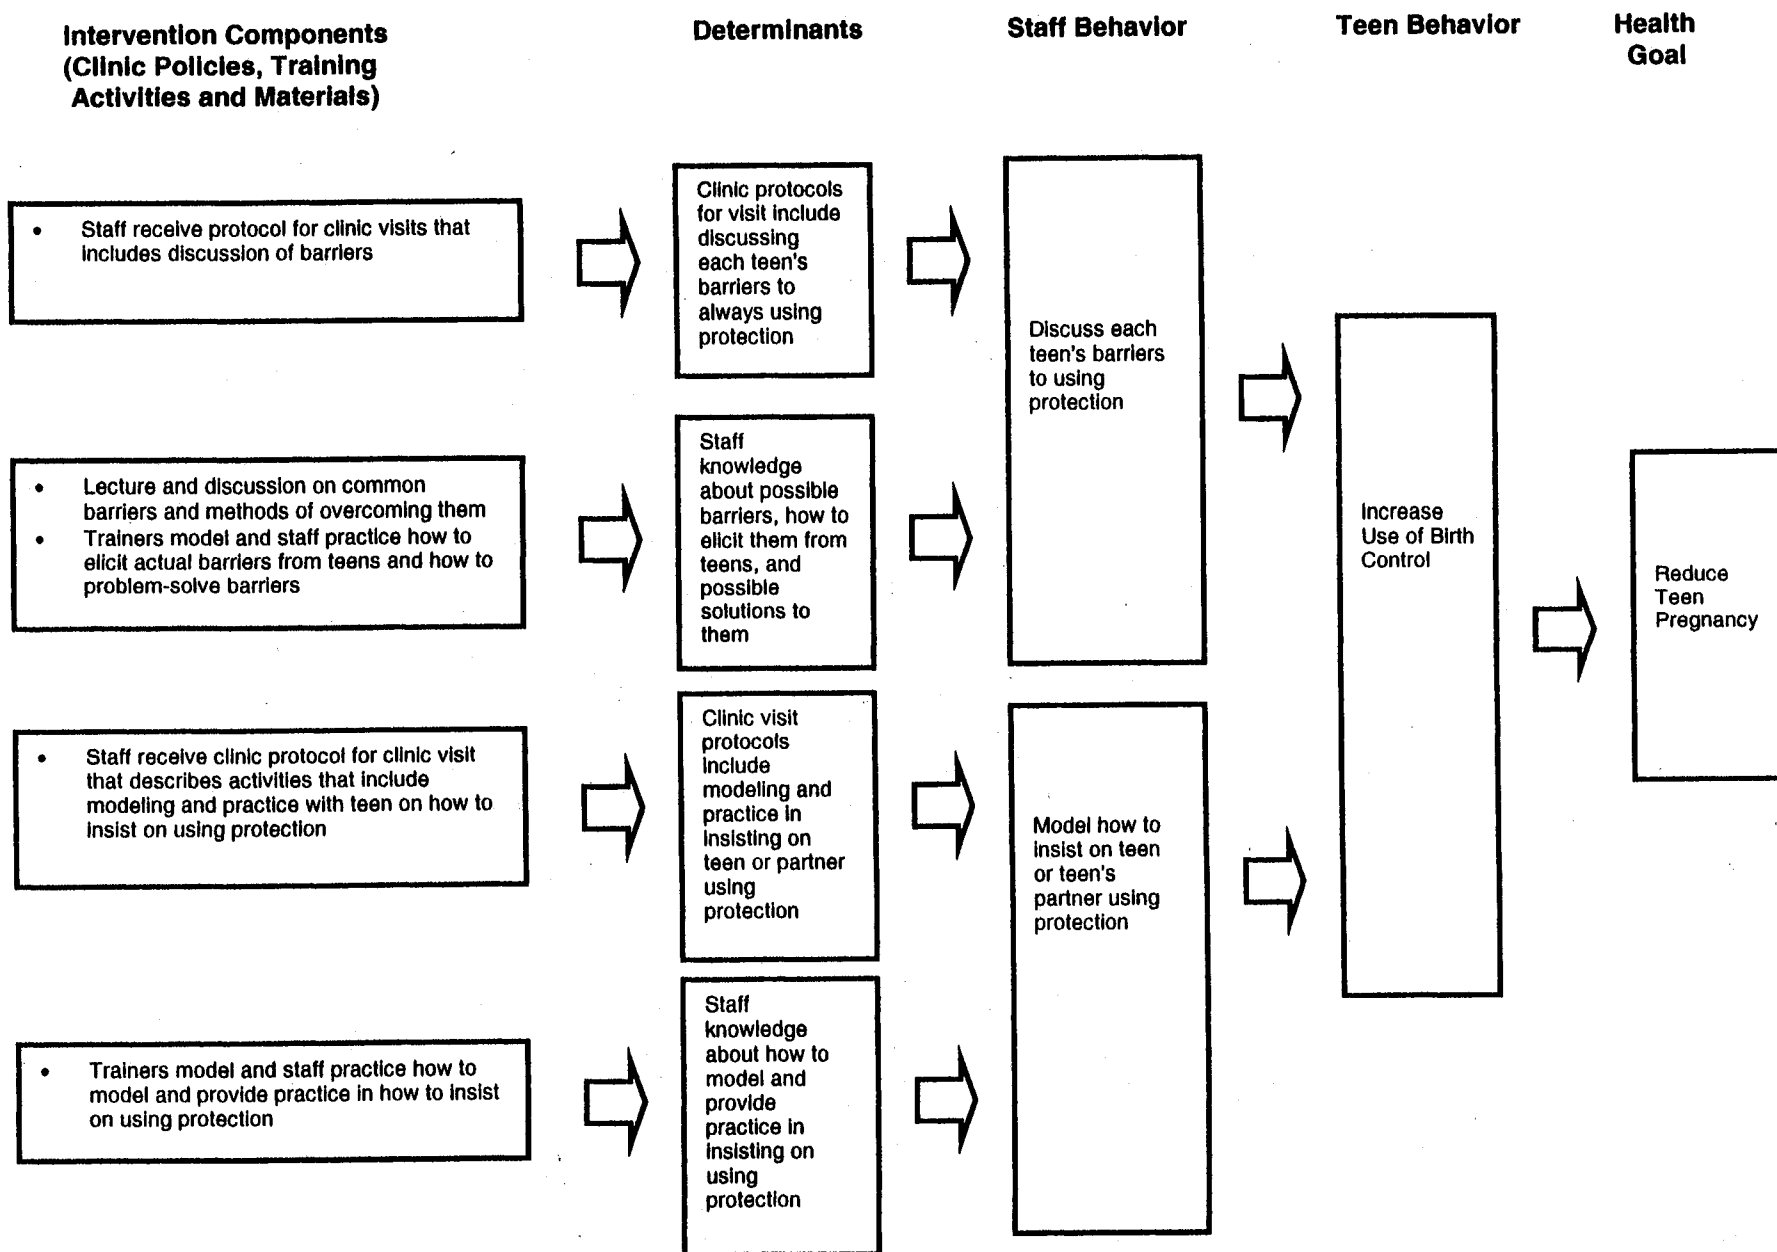 Intervention Components
(Clinic Policies, Training
Activities and Materials)
Determinants
Staff Behavior
Teen Behavior
Health
Goal
• Staff receive protocol for clinic visits that
includes discussion of barriers
Clinic protocols
for visit include
discussing
each teen's
barriers to
always using
protection
Discuss each
teen's barriers
to using
protection
• Lecture and discussion on common
barriers and methods of overcoming them
• Trainers model and staff practice how to
elicit actual barriers from teens and how to
problem-solve barriers
Staff
knowledge
about possible
barriers, how to
elicit them from
teens, and
possible
solutions to
them
Increase
Use of Birth
Control
Reduce
Teen
Pregnancy
• Staff receive clinic protocol for clinic visit
that describes activities that include
modeling and practice with teen on how to
insist on using protection
Clinic visit
protocols
include
modeling and
practice in
insisting on
teen or partner
using
protection
Model how to
insist on teen
or teen's
partner using
protection
• Trainers model and staff practice how to
model and provide practice in how to insist
on using protection
Staff
knowledge
about how to
model and
provide
practice in
insisting on
using
protection